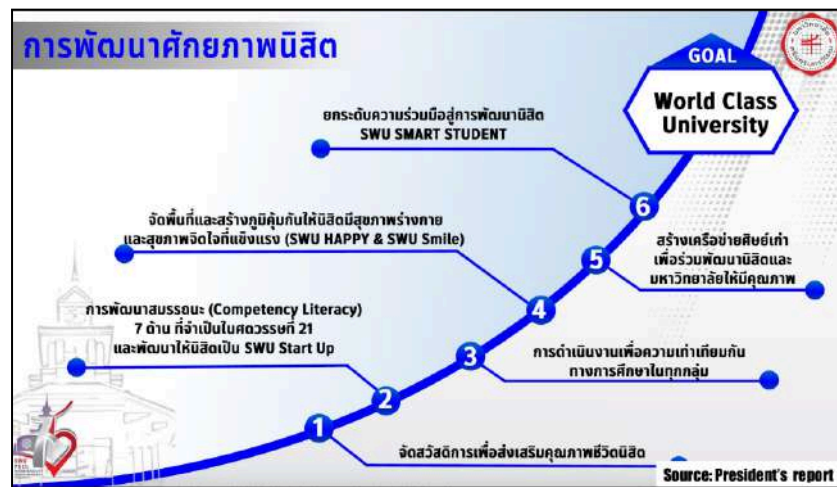 การพัฒนาศักยภาพนิสิต
GOAL
World Class
University
ยกระดับความร่วมมือสู่การพัฒนานิสิต
SWU SMART STUDENT
6
จัดพื้นที่และสร้างภูมิคุ้มกันให้นิสิตมีสุขภาพร่างกาย
และสุขภาพจิตใจที่แข็งแรง (SWU HAPPY & SWU Smile)
5
สร้างเครือข่ายศิษย์เก่า
เพื่อร่วมพัฒนานิสิตและ
มหาวิทยาลัยให้มีคุณภาพ
การพัฒนาสมรรถนะ (Competency Literacy)
7 ด้าน ที่จำเป็นในศตวรรษที่ 21
และพัฒนาให้นิสิตเป็น SWU Start Up
4
3
การดำเนินงานเพื่อความเท่าเทียมกัน
ทางการศึกษาในทุกกลุ่ม
2
1
จัดสวัสดิการเพื่อส่งเสริมคุณภาพชีวิตนิสิต
Source: President's report